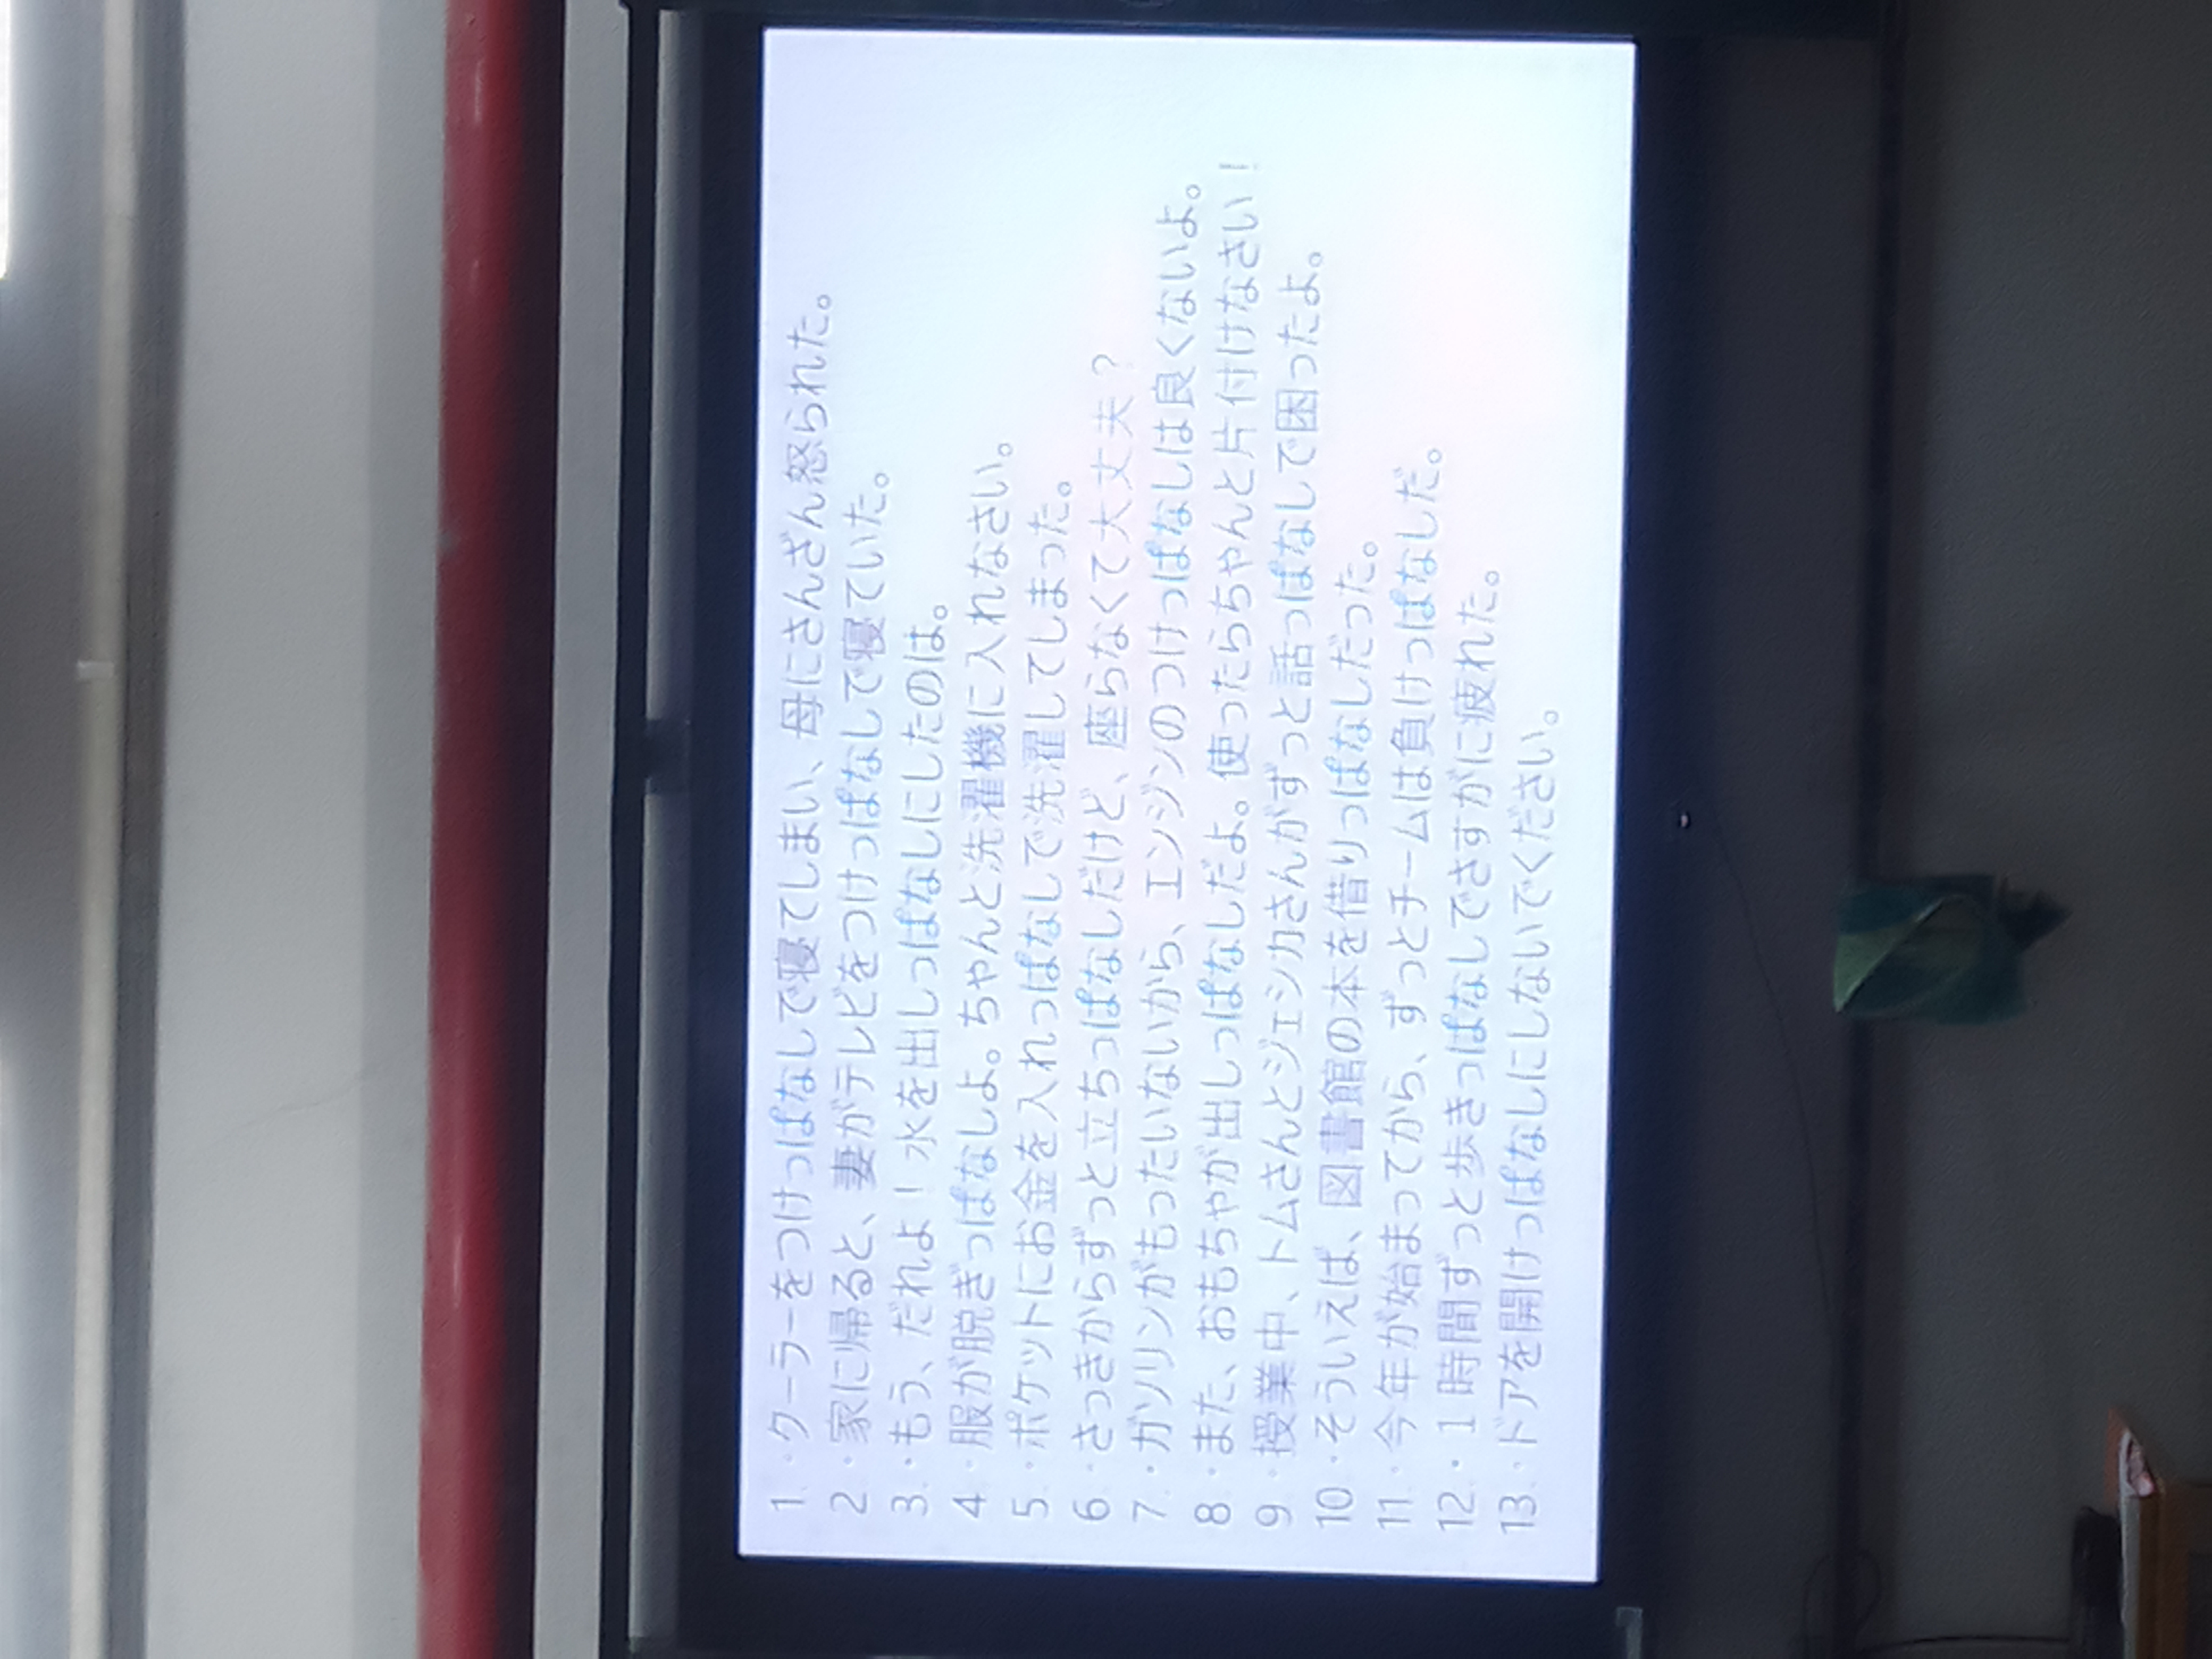 1. ・クーラーをつけっぱなしで寝てしまい、母にさんざん怒られた。
2 ・家に帰ると、妻がテレビをつけっぱなしで寝ていた。
3. ・もう、だれよ！水を出しっぱなしにしたのは。
4 ・服が脱ぎっぱなしよ。ちゃんと洗濯機に入れなさい。
5. ・ポケットにお金を入れっぱなしで洗濯してしまった。
6 ・さっきからずっと立ちっぱなしだけど、座らなくて大丈夫？
7. ・ガソリンがもったいないから、エンジンのつけっぱなしは良くないよ。
8 ・また、おもちゃが出しっぱなしだよ。使ったらちゃんと片付けなさい！
9 ・授業中、トムさんとジェシカさんがずっと話っぱなしで困ったよ。
10 ・そういえば、図書館の本を借りっぱなしだった。
11. ・今年が始まってから、ずっとチームは負けっぱなしだ。
12. ・１時間ずっと歩きっぱなしでさすがに疲れた。
13. ・ドアを開けっぱなしにしないでください。